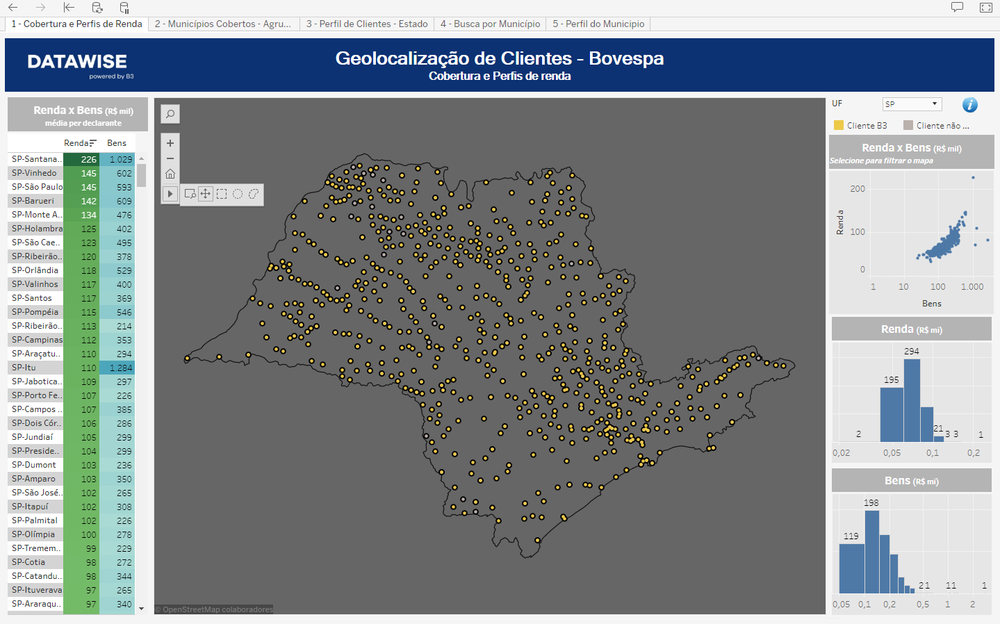 1 - Cobertura e Perfis de Renda
2 - Municípios Cobertos - Agru...
3 - Perfil de Clientes - Estado
4 - Busca por Município
5 - Perfil do Municipio
DATAWISE
powered by B3
Geolocalização de Clientes - Bovespa
Cobertura e Perfis de renda
Renda x Bens (R$ mil)
média por declarante
Renda Bens
SP-Santana.. 226 1.029
SP-Vinhedo 145 602
SP-São Paulo 145 593
SP-Barueri 142 609
SP-Monte A.. 134 476
SP-Holambra 125 402
SP-São Cae.. 123 495
SP-Ribeirão.. 120 378
SP-Orlândia 118 529
SP-Valinhos 117 400
SP-Santos 117 369
SP-Pompéia 115 546
SP-Ribeirão.. 113 214
SP-Campinas 112 353
SP-Araçatu.. 110 294
SP-Itu 110 1.284
SP-Jabotica.. 109 297
SP-Porto Fe.. 107 226
SP-Campos .. 107 385
SP-Dois Cór.. 106 286
SP-Jundiaí 105 299
SP-Preside.. 104 299
SP-Dumont 103 236
SP-Amparo 103 350
SP-São José.. 102 265
SP-Itapuí 102 308
SP-Palmital 102 226
SP-Olímpia 100 278
SP-Tremem.. 99 229
SP-Cotia 98 272
SP-Catandu.. 98 344
SP-Ituverava 97 265
SP-Araraqu.. 97 340
© OpenStreetMap colaboradores
UF SP
Cliente B3 Cliente não ...
Renda x Bens (R$ mil)
Selecione para filtrar o mapa
Renda
200
100
0
1 10 100 1.000
Bens
Renda (R$ mi)
294
195
21
2 3 3 1
0,02 0,05 0,1 0,2
Bens (R$ mi)
198
119
2 1 1 1 1
0,05 0,1 0,2 0,5 1 2